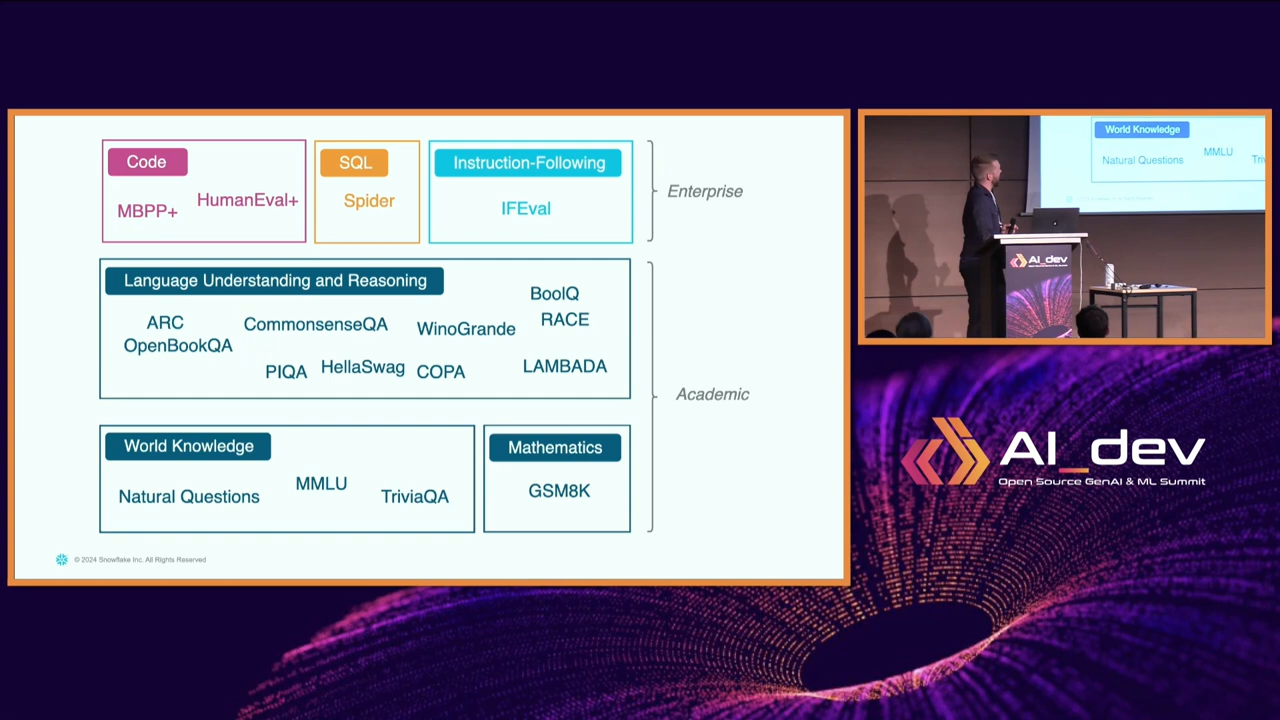 Code
MBPP+
HumanEval+
SQL
Spider
Instruction-Following
IFEval
Enterprise
Language Understanding and Reasoning
ARC
OpenBookQA
CommonsenseQA
PIQA
HellaSwag
WinoGrande
COPA
BoolQ
RACE
LAMBADA
World Knowledge
Natural Questions
MMLU
TriviaQA
Mathematics
GSM8K
Academic
© 2024 Snowflake Inc. All Rights Reserved
World Knowledge
Natural Questions
MMLU
AI_dev
AI_dev
Open Source GenAI & ML Summit